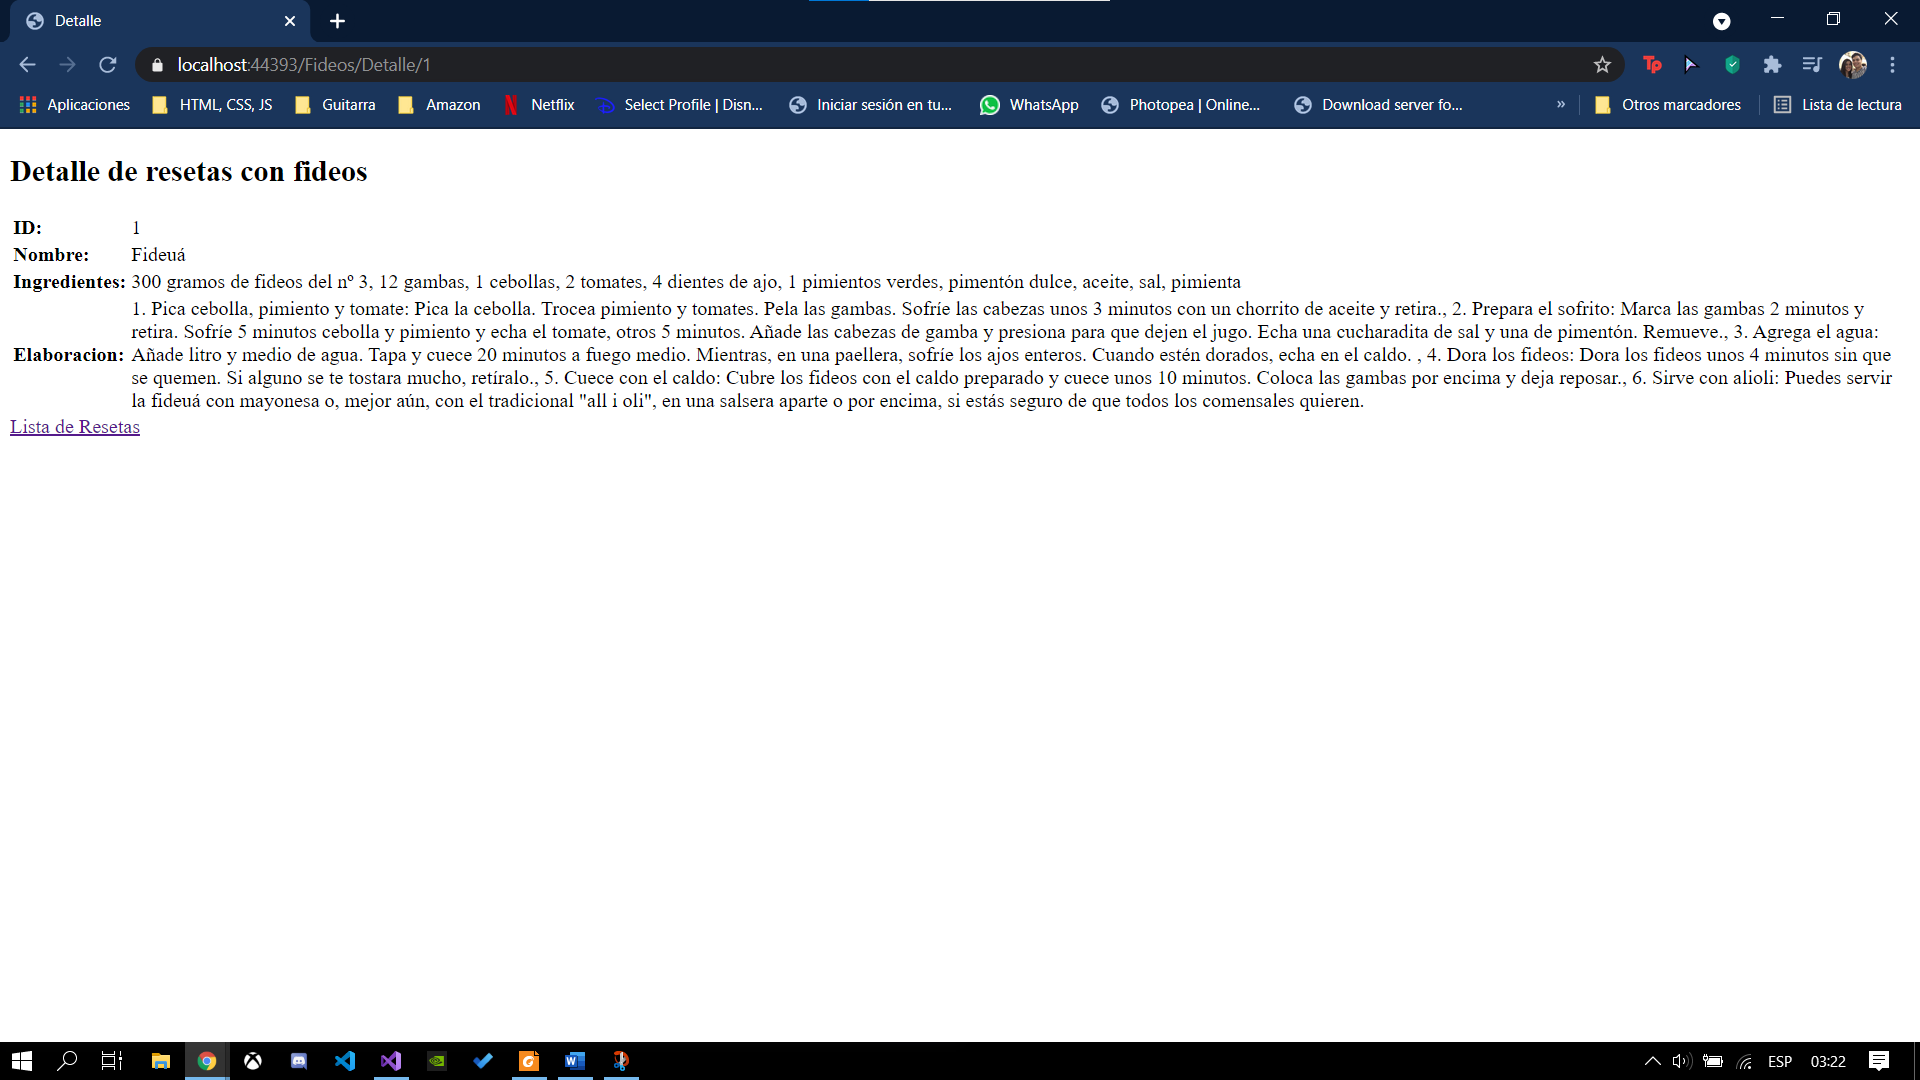 Detalle
localhost:44393/Fideos/Detalle/1
Aplicaciones HTML, CSS, JS Guitarra Amazon Netflix Select Profile | Disn... Iniciar sesión en tu... WhatsApp Photopea | Online... Download server fo... » Otros marcadores Lista de lectura
Detalle de resetas con fideos
ID: 1
Nombre: Fideuá
Ingredientes: 300 gramos de fideos del nº 3, 12 gambas, 1 cebollas, 2 tomates, 4 dientes de ajo, 1 pimientos verdes, pimentón dulce, aceite, sal, pimienta
1. Pica cebolla, pimiento y tomate: Pica la cebolla. Trocea pimiento y tomates. Pela las gambas. Sofríe las cabezas unos 3 minutos con un chorrito de aceite y retira., 2. Prepara el sofrito: Marca las gambas 2 minutos y
retira. Sofríe 5 minutos cebolla y pimiento y echa el tomate, otros 5 minutos. Añade las cabezas de gamba y presiona para que dejen el jugo. Echa una cucharadita de sal y una de pimentón. Remueve., 3. Agrega el agua:
Elaboracion: Añade litro y medio de agua. Tapa y cuece 20 minutos a fuego medio. Mientras, en una paellera, sofríe los ajos enteros. Cuando estén dorados, echa en el caldo. , 4. Dora los fideos: Dora los fideos unos 4 minutos sin que
se quemen. Si alguno se te tostara mucho, retíralo., 5. Cuece con el caldo: Cubre los fideos con el caldo preparado y cuece unos 10 minutos. Coloca las gambas por encima y deja reposar., 6. Sirve con alioli: Puedes servir
la fideuá con mayonesa o, mejor aún, con el tradicional "all i oli", en una salsera aparte o por encima, si estás seguro de que todos los comensales quieren.
Lista de Resetas
ESP 03:22